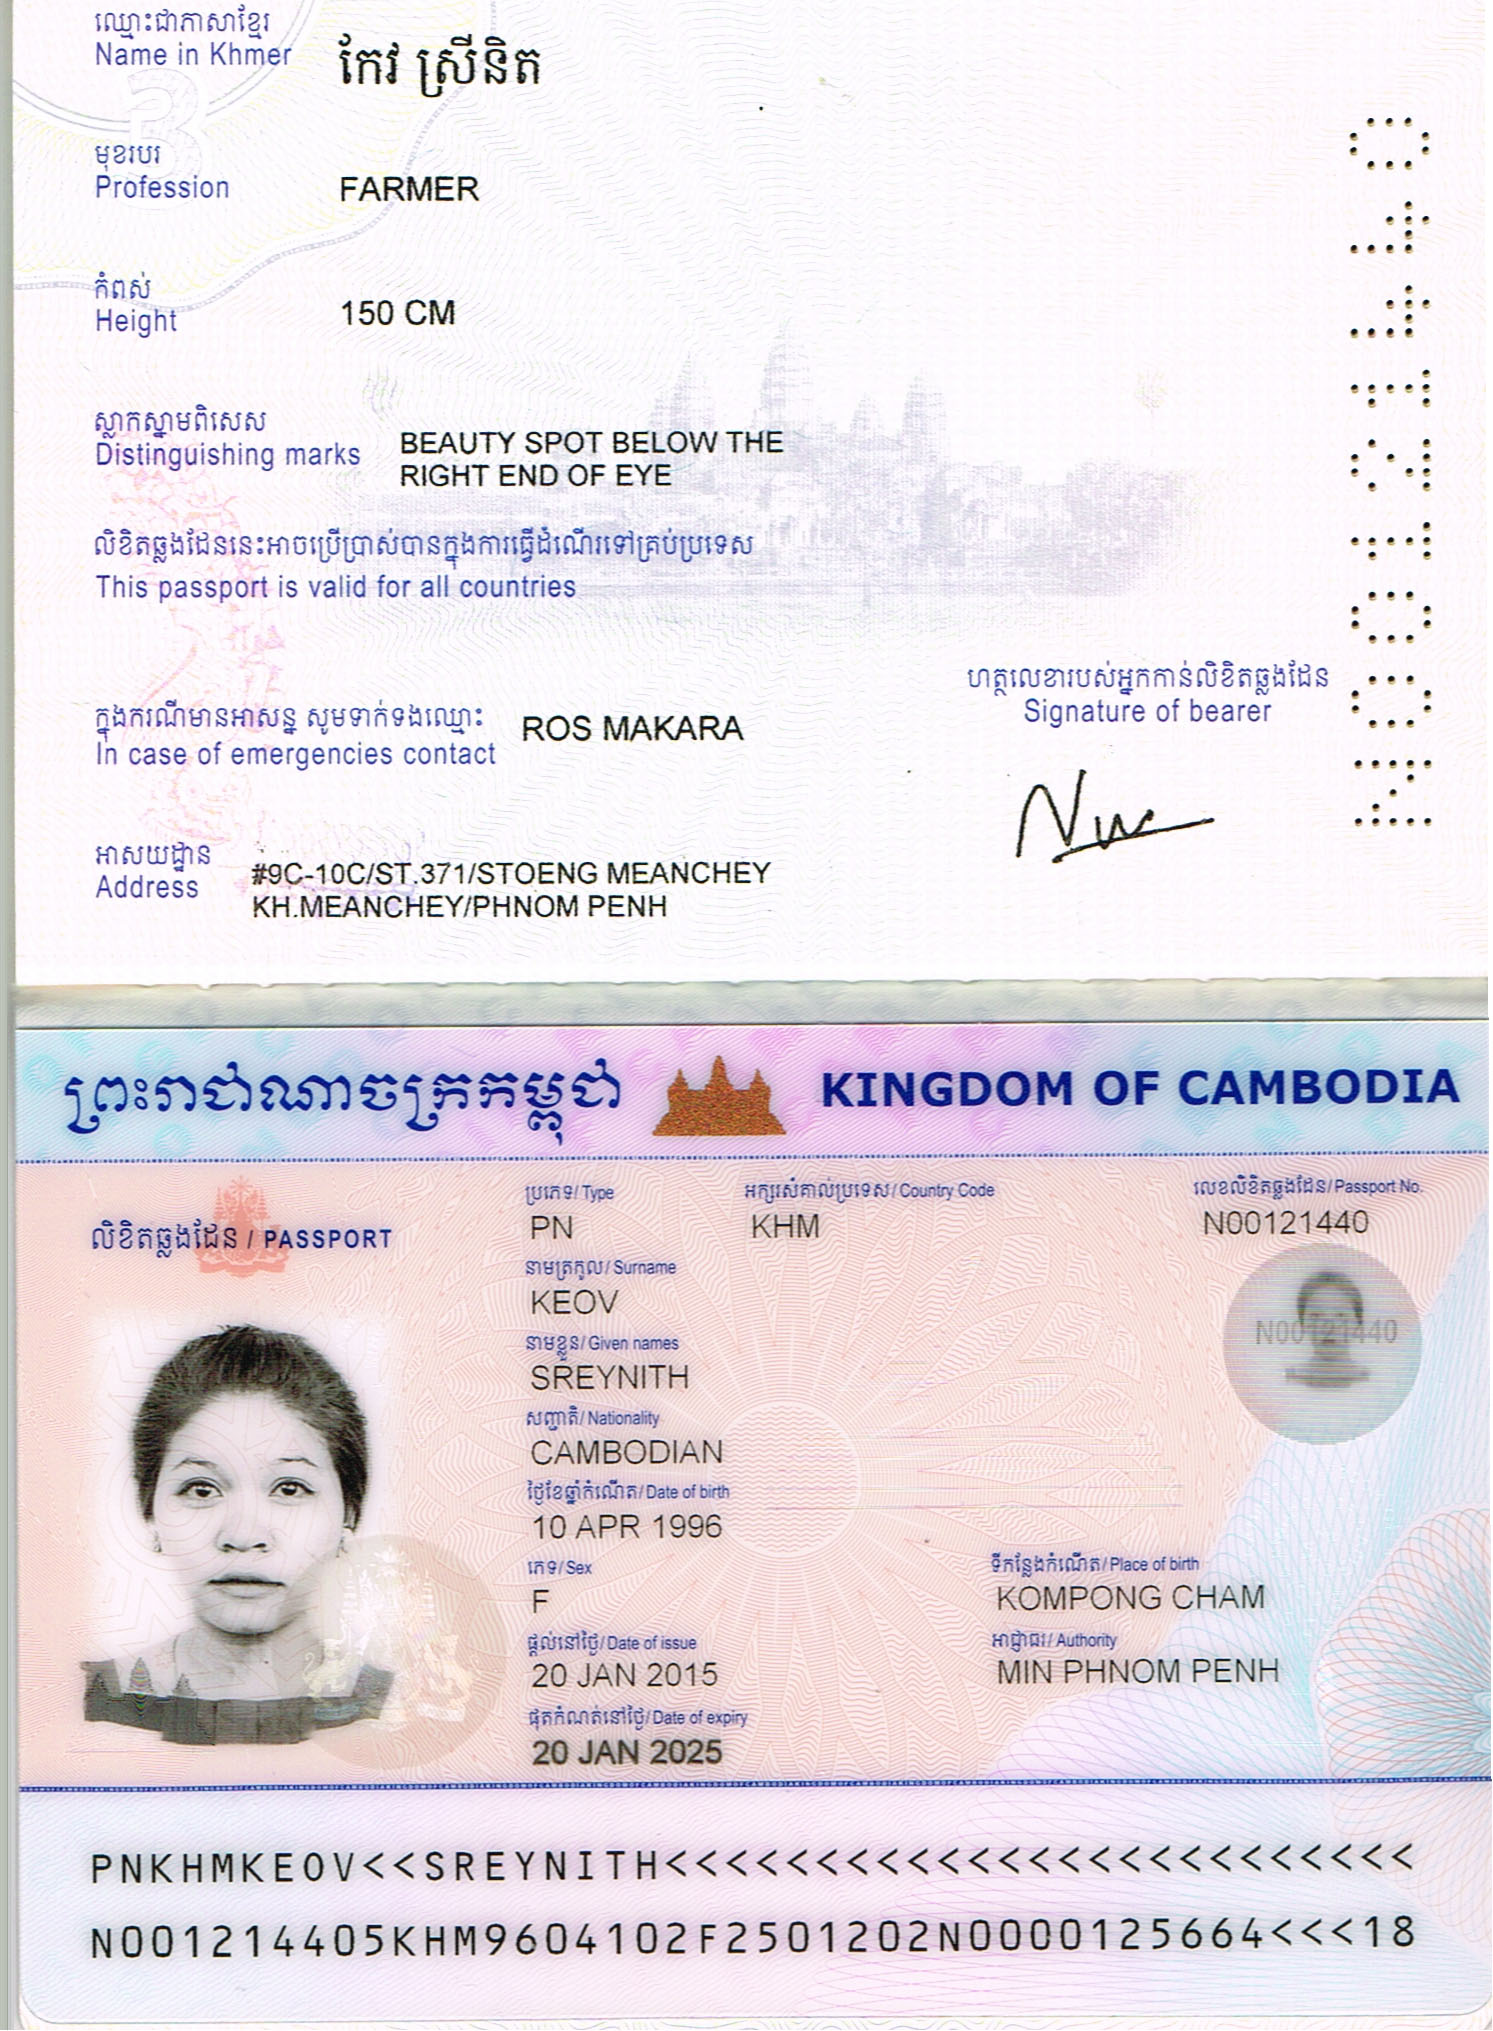 ឈ្មោះជាភាសាខ្មែរ
Name in Khmer
កែវ ស្រីនិត
មុខរបរ
Profession
FARMER
កំពស់
Height
150 CM
ស្លាកស្នាមពិសេស
Distinguishing marks
BEAUTY SPOT BELOW THE
RIGHT END OF EYE
លិខិតឆ្លងដែននេះអាចប្រើប្រាស់បានក្នុងការធ្វើដំណើរទៅគ្រប់ប្រទេស
This passport is valid for all countries
ក្នុងករណីមានអាសន្ន សូមទាក់ទងឈ្មោះ
In case of emergencies contact
ROS MAKARA
ហត្ថលេខារបស់អ្នកកាន់លិខិតឆ្លងដែន
Signature of bearer
អាសយដ្ឋាន
Address
#9C-10C/ST.371/STOENG MEANCHEY
KH.MEANCHEY/PHNOM PENH
N00121440
ព្រះរាជាណាចក្រកម្ពុជា
KINGDOM OF CAMBODIA
លិខិតឆ្លងដែន / PASSPORT
ប្រភេទ/ Type
PN
អក្សរសំគាល់ប្រទេស/ Country Code
KHM
លេខលិខិតឆ្លងដែន/ Passport No.
N00121440
នាមត្រកូល/ Surname
KEOV
N00121440
នាមខ្លួន/ Given names
SREYNITH
សញ្ជាតិ/ Nationality
CAMBODIAN
ថ្ងៃខែឆ្នាំកំណើត/ Date of birth
10 APR 1996
ភេទ/ Sex
F
ទីកន្លែងកំណើត/ Place of birth
KOMPONG CHAM
ផ្តល់នៅថ្ងៃ/ Date of issue
20 JAN 2015
អាជ្ញាធរ/ Authority
MIN PHNOM PENH
ផុតកំណត់នៅថ្ងៃ/ Date of expiry
20 JAN 2025
PNKHMKEOV<<SREYNITH<<<<<<<<<<<<<<<<<<<<<<<<<
N001214405KHM9604102F2501202N0000125664<<<18